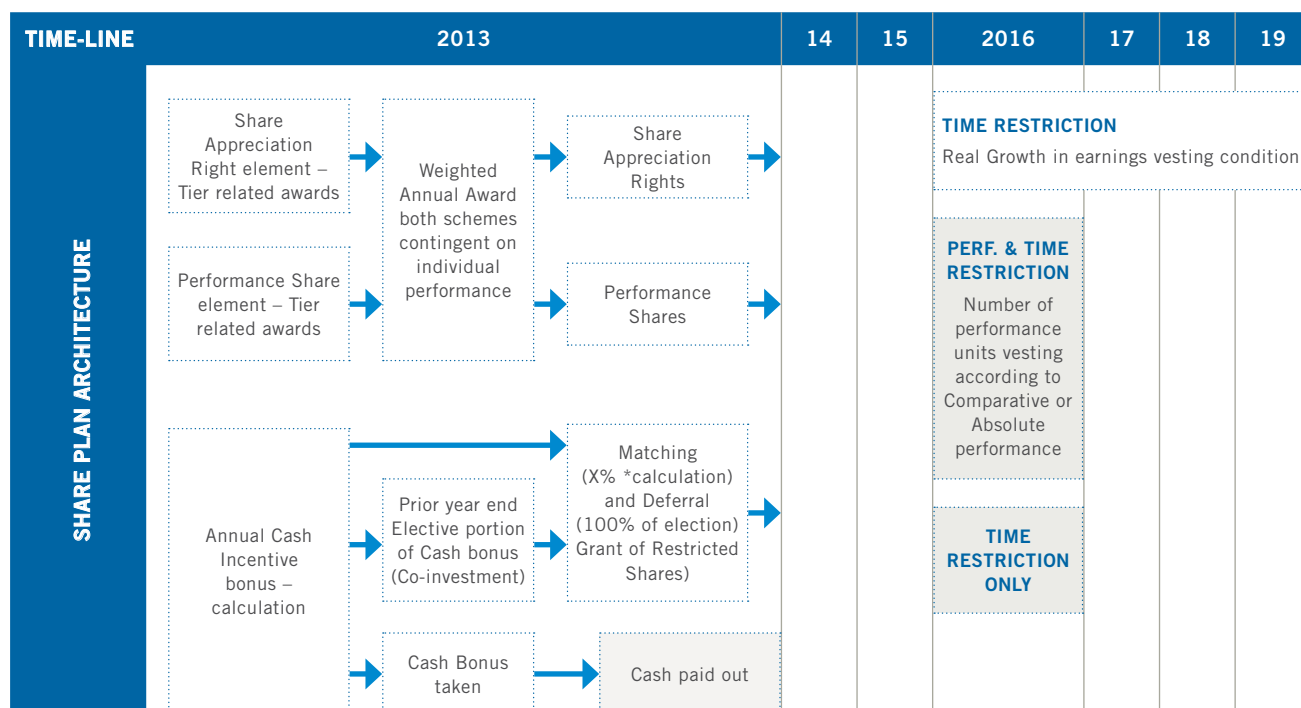 TIME-LINE
2013
14
15
2016
17
18
19
SHARE PLAN ARCHITECTURE
Share
Appreciation
Right element –
Tier related awards
Weighted
Annual Award
both schemes
contingent on
individual
performance
Share
Appreciation
Rights
TIME RESTRICTION
Real Growth in earnings vesting condition
Performance Share
element – Tier
related awards
Performance
Shares
PERF. & TIME
RESTRICTION
Number of
performance
units vesting
according to
Comparative or
Absolute
performance
Annual Cash
Incentive
bonus –
calculation
Prior year end
Elective portion
of Cash bonus
(Co-investment)
Matching
(X% *calculation)
and Deferral
(100% of election)
Grant of Restricted
Shares)
TIME
RESTRICTION
ONLY
Cash Bonus
taken
Cash paid out